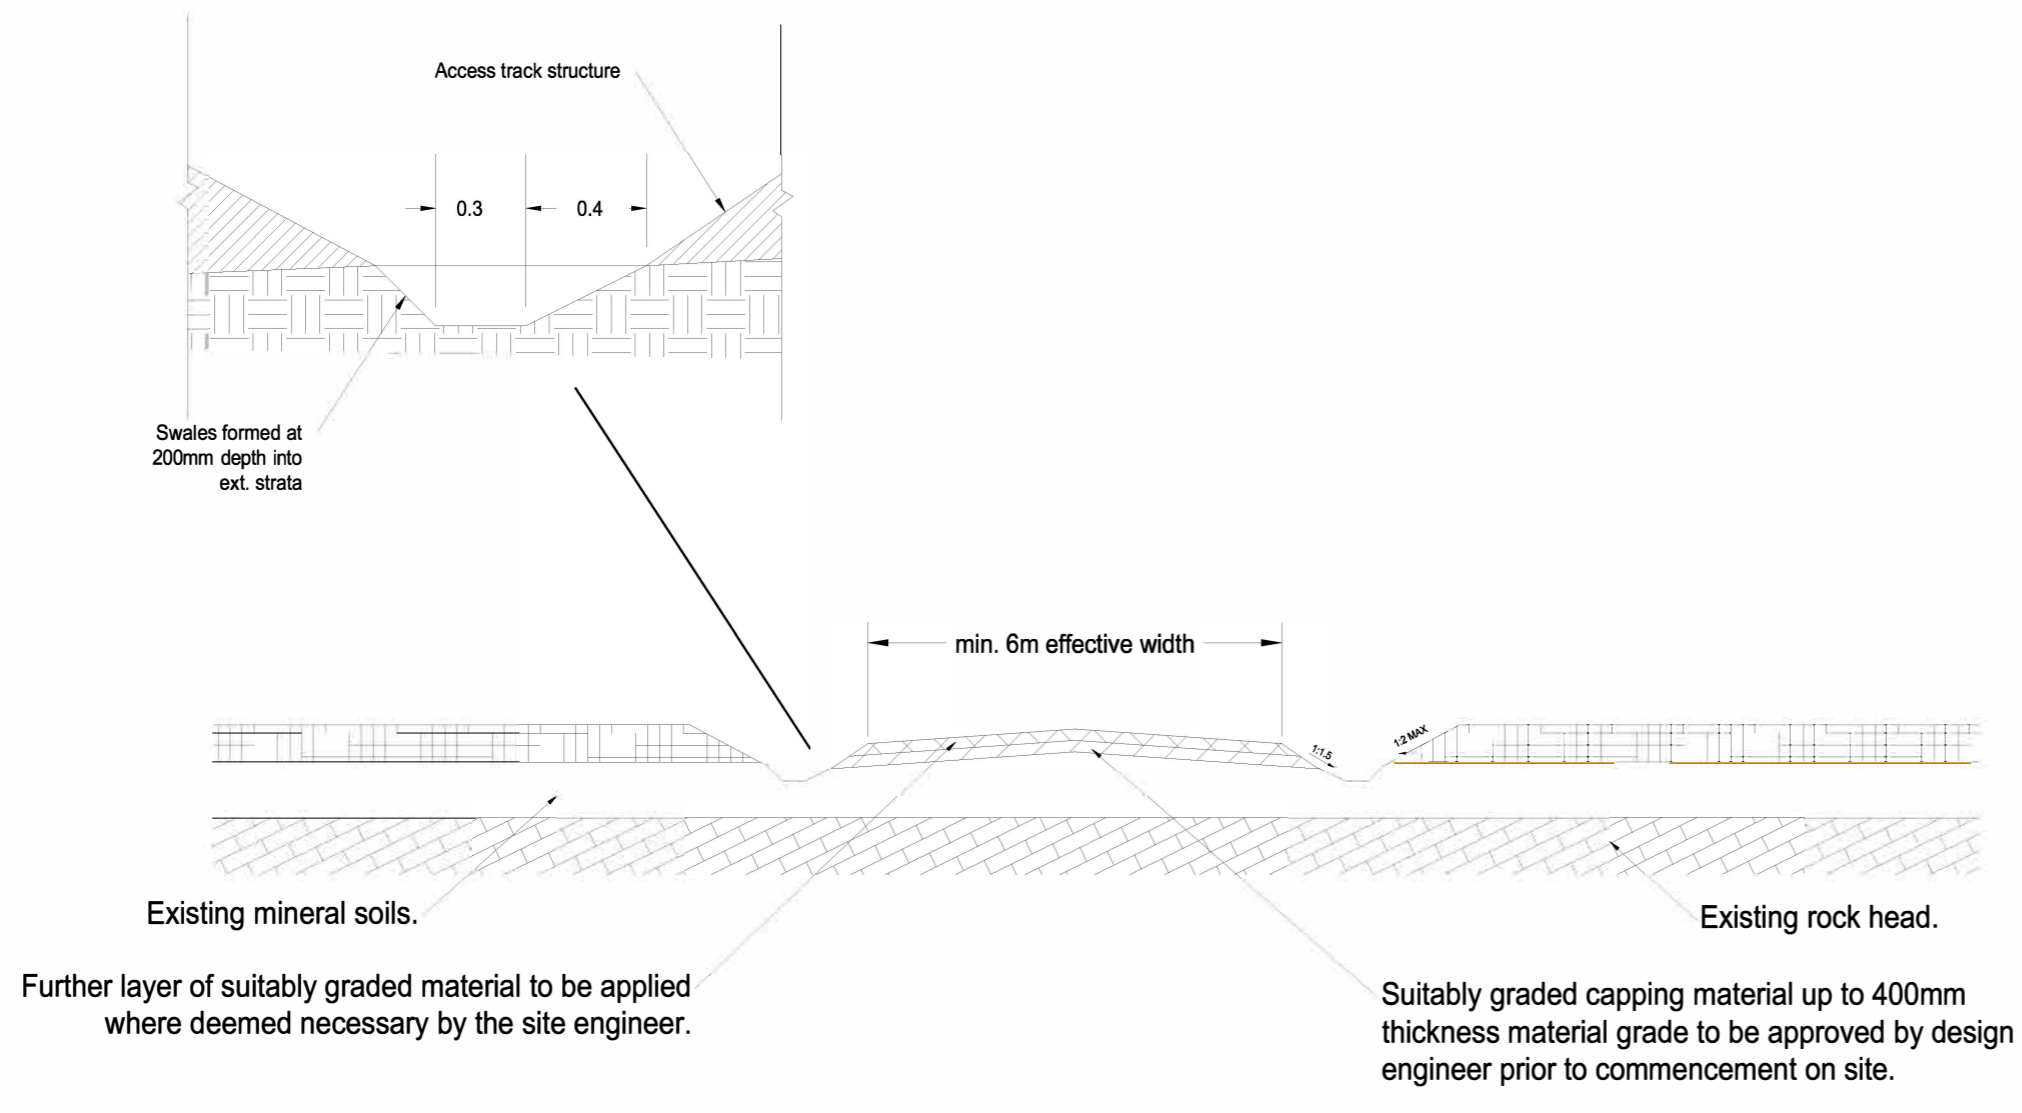 Access track structure
0.3
0.4
Swales formed at
200mm depth into
ext. strata
min. 6m effective width
1:1.5
1:2 MAX
Existing mineral soils.
Existing rock head.
Further layer of suitably graded material to be applied
where deemed necessary by the site engineer.
Suitably graded capping material up to 400mm
thickness material grade to be approved by design
engineer prior to commencement on site.